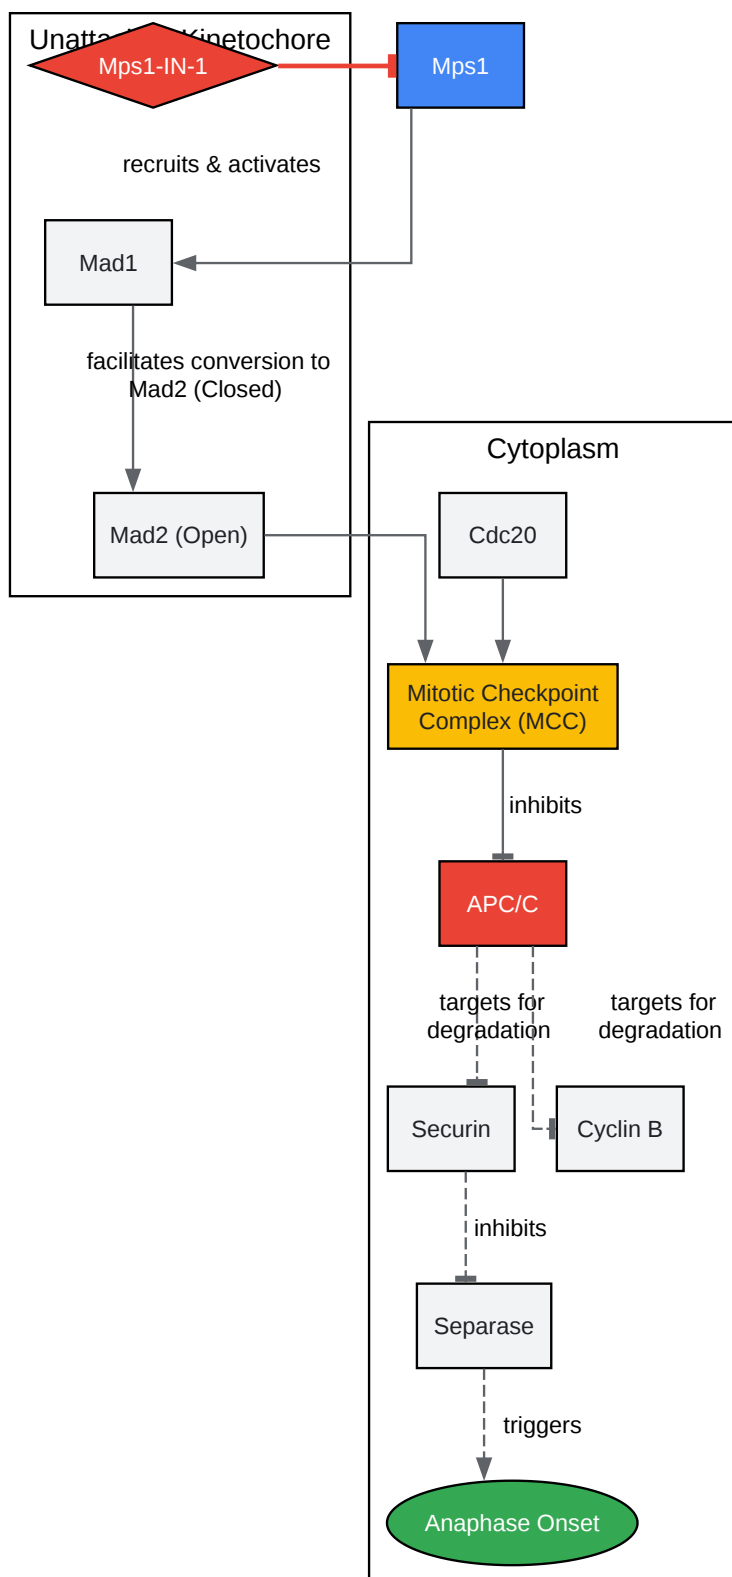 Kinetochore
Mps1-IN-1
Mps1
recruits & activates
Mad1
facilitates conversion to
Mad2 (Closed)
Cytoplasm
Mad2 (Open)
Cdc20
Mitotic Checkpoint
Complex (MCC)
inhibits
APC/C
targets for
degradation
targets for
degradation
Securin
Cyclin B
inhibits
Separase
triggers
Anaphase Onset